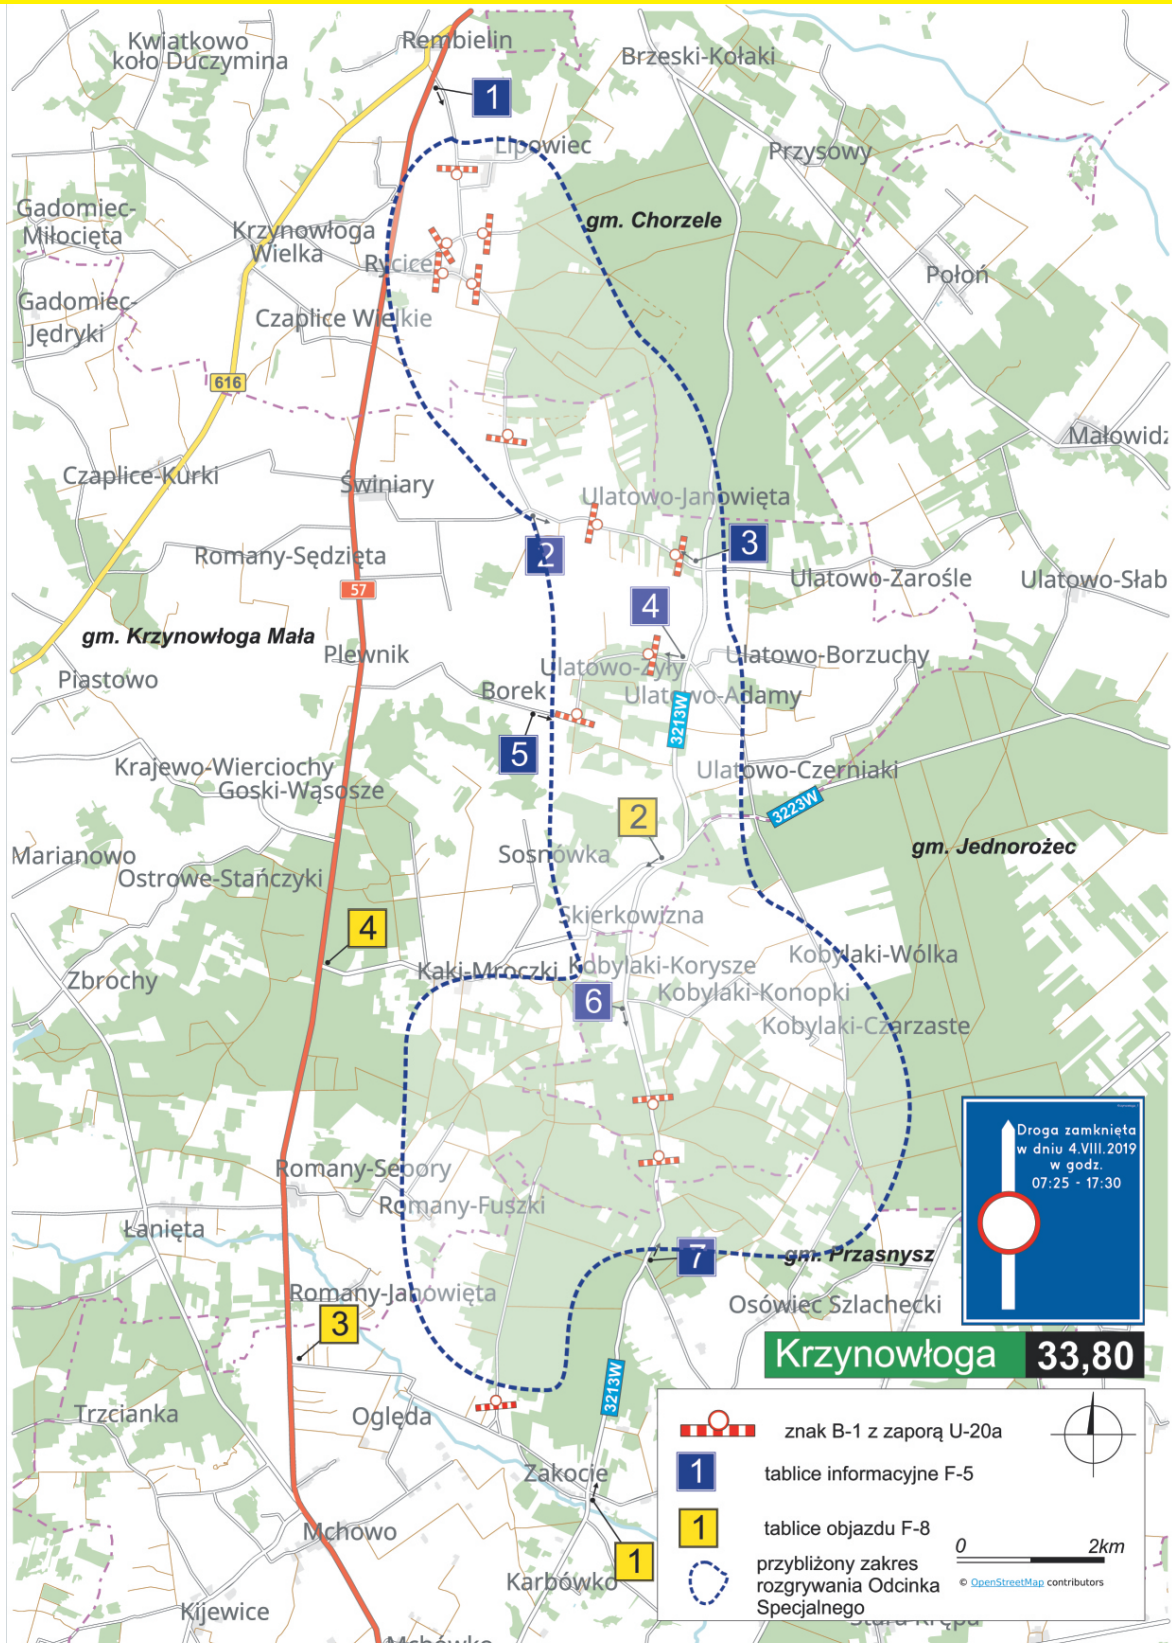 Kwiatkowo
koło Duczymina
Rembielin
Brzeski-Kołaki
1
Lipowiec
Przysowy
Gadomiec-
Miłocięta
Krzynowłoga
Wielka
gm. Chorzele
Rycice
Połoń
Gadomiec-
Jędryki
Czaplice Wielkie
616
Małowidz
Czaplice-Kurki
Świniary
Ulatowo-Janowięta
Romany-Sędzięta
2
3
57
Ulatowo-Zarośle
Ulatowo-Słab
4
gm. Krzynowłoga Mała
Plewnik
Ulatowo-Żyły
Ulatowo-Borzuchy
Piastowo
Borek
Ulatowo-Adamy
3213W
5
Krajewo-Wierciochy
Goski-Wąsosze
Ulatowo-Czerniaki
3223W
2
Marianowo
Ostrowe-Stańczyki
Sosnówka
gm. Jednorożec
4
Skierkowizna
Zbrochy
Kaki-Mroczki
Kobylaki-Korysze
Kobylaki-Wólka
6
Kobylaki-Konopki
Kobylaki-Czarzaste
Droga zamknięta
w dniu 4.VIII.2019
w godz.
07:25 - 17:30
Romany-Sebory
Romany-Fuszki
Łanięta
7
gm. Przasnysz
Romany-Janowięta
3
Osówiec Szlachecki
Krzynowłoga 33,80
3213W
Trzcianka
Oględa
znak B-1 z zaporą U-20a
Zakocie
1
tablice informacyjne F-5
Mchowo
1
tablice objazdu F-8
0 2km
1
Karbówko
przybliżony zakres
rozgrywania Odcinka
Specjalnego
© OpenStreetMap contributors
Kijewice
Stara Krępa
Mchówko